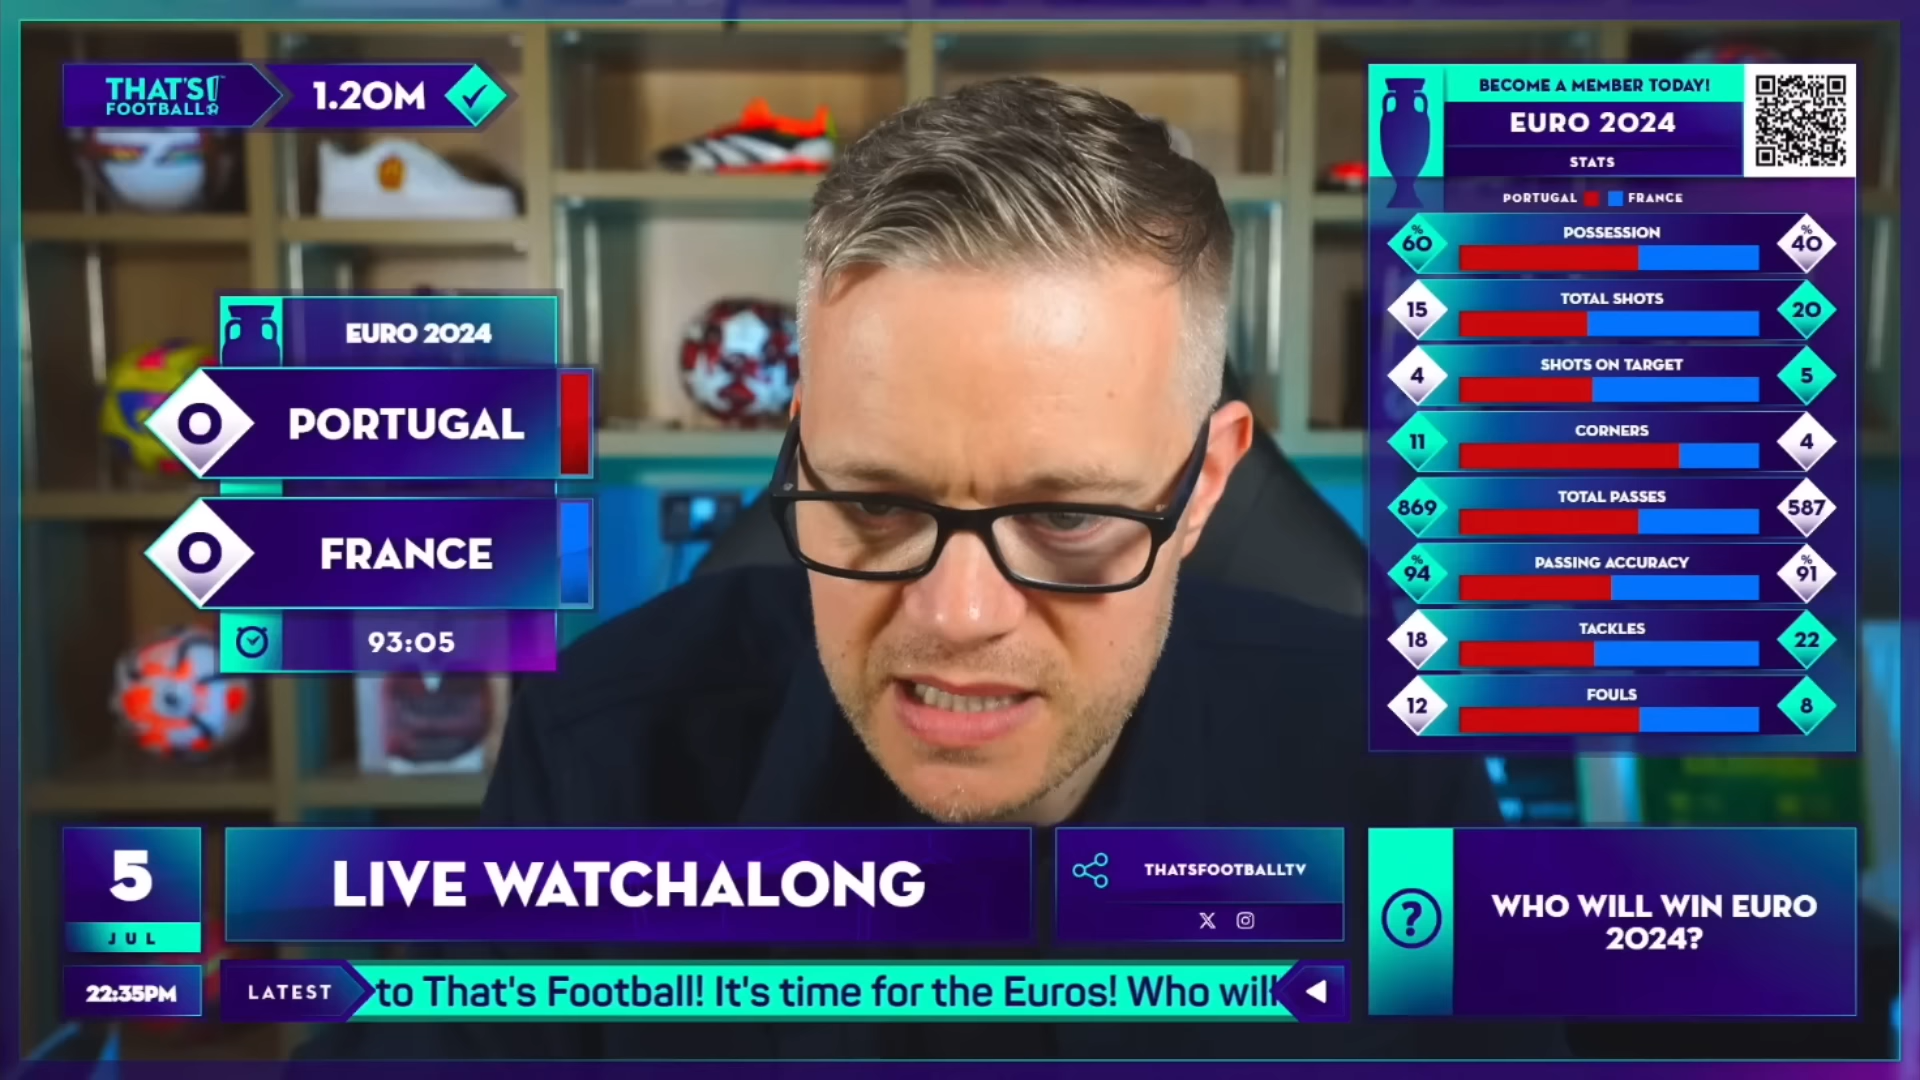 THAT'S!
FOOTBALL
1.20M
BECOME A MEMBER TODAY!
EURO 2024
STATS
PORTUGAL FRANCE
% 60 POSSESSION % 40
15 TOTAL SHOTS 20
4 SHOTS ON TARGET 5
11 CORNERS 4
869 TOTAL PASSES 587
% 94 PASSING ACCURACY % 91
18 TACKLES 22
12 FOULS 8
EURO 2024
0 PORTUGAL
0 FRANCE
93:05
5
JUL
LIVE WATCHALONG
THATSFOOTBALLTV
WHO WILL WIN EURO
2024?
22:35PM
LATEST
to That's Football! It's time for the Euros! Who will